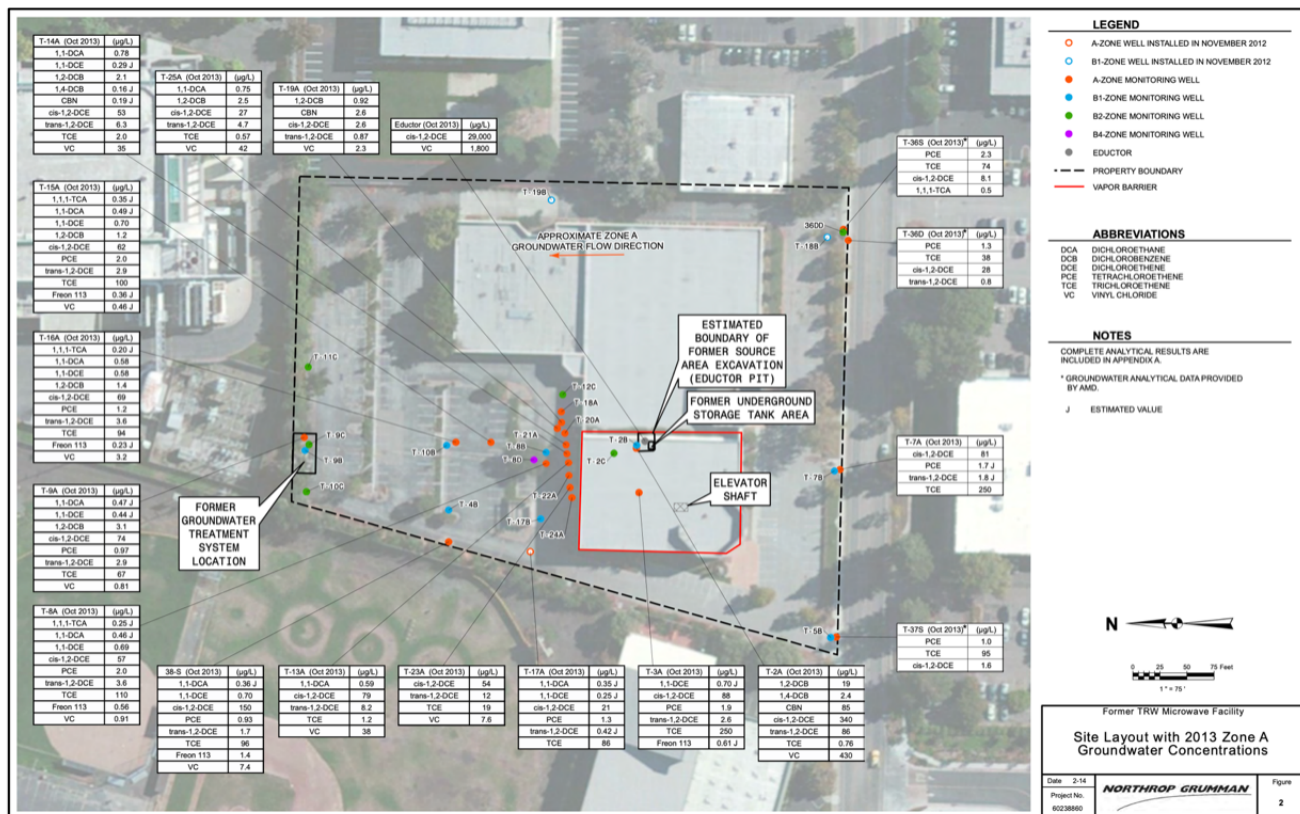 T-14A (Oct 2013) (µg/L)
1,1-DCA 0.78
1,1-DCE 0.29 J
1,2-DCB 2.1
1,4-DCB 0.16 J
CBN 0.19 J
cis-1,2-DCE 53
trans-1,2-DCE 6.3
TCE 2.0
VC 35
T-25A (Oct 2013) (µg/L)
1,1-DCA 0.75
1,2-DCB 2.5
cis-1,2-DCE 27
trans-1,2-DCE 4.7
TCE 0.57
VC 42
T-19A (Oct 2013) (µg/L)
1,2-DCB 0.92
CBN 2.6
cis-1,2-DCE 2.6
trans-1,2-DCE 0.87
VC 2.3
Eductor (Oct 2013) (µg/L)
cis-1,2-DCE 29,000
VC 1,800
T-36S (Oct 2013)* (µg/L)
PCE 2.3
TCE 74
cis-1,2-DCE 8.1
1,1,1-TCA 0.5
T-36D (Oct 2013)* (µg/L)
PCE 1.3
TCE 38
cis-1,2-DCE 28
trans-1,2-DCE 0.8
T-15A (Oct 2013) (µg/L)
1,1,1-TCA 0.35 J
1,1-DCA 0.49 J
1,1-DCE 0.70
1,2-DCB 1.2
cis-1,2-DCE 62
PCE 2.0
trans-1,2-DCE 2.9
TCE 100
Freon 113 0.36 J
VC 0.46 J
T-16A (Oct 2013) (µg/L)
1,1,1-TCA 0.20 J
1,1-DCA 0.58
1,1-DCE 0.58
1,2-DCB 1.4
cis-1,2-DCE 69
PCE 1.2
trans-1,2-DCE 3.6
TCE 94
Freon 113 0.23 J
VC 3.2
T-9A (Oct 2013) (µg/L)
1,1-DCA 0.47 J
1,1-DCE 0.44 J
1,2-DCB 3.1
cis-1,2-DCE 74
PCE 0.97
trans-1,2-DCE 2.9
TCE 67
VC 0.81
T-8A (Oct 2013) (µg/L)
1,1,1-TCA 0.25 J
1,1-DCA 0.46 J
1,1-DCE 0.69
cis-1,2-DCE 57
PCE 2.0
trans-1,2-DCE 3.6
TCE 110
Freon 113 0.56
VC 0.91
38-S (Oct 2013) (µg/L)
1,1-DCA 0.36 J
1,1-DCE 0.70
cis-1,2-DCE 150
PCE 0.93
trans-1,2-DCE 1.7
TCE 96
Freon 113 1.4
VC 7.4
T-13A (Oct 2013) (µg/L)
1,1-DCA 0.59
cis-1,2-DCE 79
trans-1,2-DCE 8.2
TCE 1.2
VC 38
T-23A (Oct 2013) (µg/L)
cis-1,2-DCE 54
trans-1,2-DCE 12
TCE 19
VC 7.6
T-17A (Oct 2013) (µg/L)
1,1-DCA 0.35 J
1,1-DCE 0.25 J
cis-1,2-DCE 21
PCE 1.3
trans-1,2-DCE 0.42 J
TCE 86
T-3A (Oct 2013) (µg/L)
1,1-DCE 0.70 J
cis-1,2-DCE 88
PCE 1.9
trans-1,2-DCE 2.6
TCE 250
Freon 113 0.61 J
T-2A (Oct 2013) (µg/L)
1,2-DCB 19
1,4-DCB 2.4
CBN 85
cis-1,2-DCE 340
trans-1,2-DCE 86
TCE 0.76
VC 430
T-7A (Oct 2013) (µg/L)
cis-1,2-DCE 81
PCE 1.7 J
trans-1,2-DCE 1.8 J
TCE 250
T-37S (Oct 2013)* (µg/L)
PCE 1.0
TCE 95
cis-1,2-DCE 1.6
T-19B
36DD
T-18B
APPROXIMATE ZONE A
GROUNDWATER FLOW DIRECTION
ESTIMATED
BOUNDARY OF
FORMER SOURCE
AREA EXCAVATION
(EDUCTOR PIT)
FORMER UNDERGROUND
STORAGE TANK AREA
T-11C
T-12C
T-18A
T-20A
T-21A
T-8B
T-8D
T-10B
T-2B
T-2C
T-9C
T-9B
T-10C
T-4B
T-22A
T-17B
T-24A
T-7B
T-5B
ELEVATOR
SHAFT
FORMER
GROUNDWATER
TREATMENT
SYSTEM
LOCATION
LEGEND
A-ZONE WELL INSTALLED IN NOVEMBER 2012
B1-ZONE WELL INSTALLED IN NOVEMBER 2012
A-ZONE MONITORING WELL
B1-ZONE MONITORING WELL
B2-ZONE MONITORING WELL
B4-ZONE MONITORING WELL
EDUCTOR
PROPERTY BOUNDARY
VAPOR BARRIER
ABBREVIATIONS
DCA DICHLOROETHANE
DCB DICHLOROBENZENE
DCE DICHLOROETHENE
PCE TETRACHLOROETHENE
TCE TRICHLOROETHENE
VC VINYL CHLORIDE
NOTES
COMPLETE ANALYTICAL RESULTS ARE
INCLUDED IN APPENDIX A.
* GROUNDWATER ANALYTICAL DATA PROVIDED
BY AMD.
J ESTIMATED VALUE
N
0 25 50 75 Feet
1 " = 75 '
Former TRW Microwave Facility
Site Layout with 2013 Zone A
Groundwater Concentrations
Date 2-14
Project No.
60238860
NORTHROP GRUMMAN
Figure
2